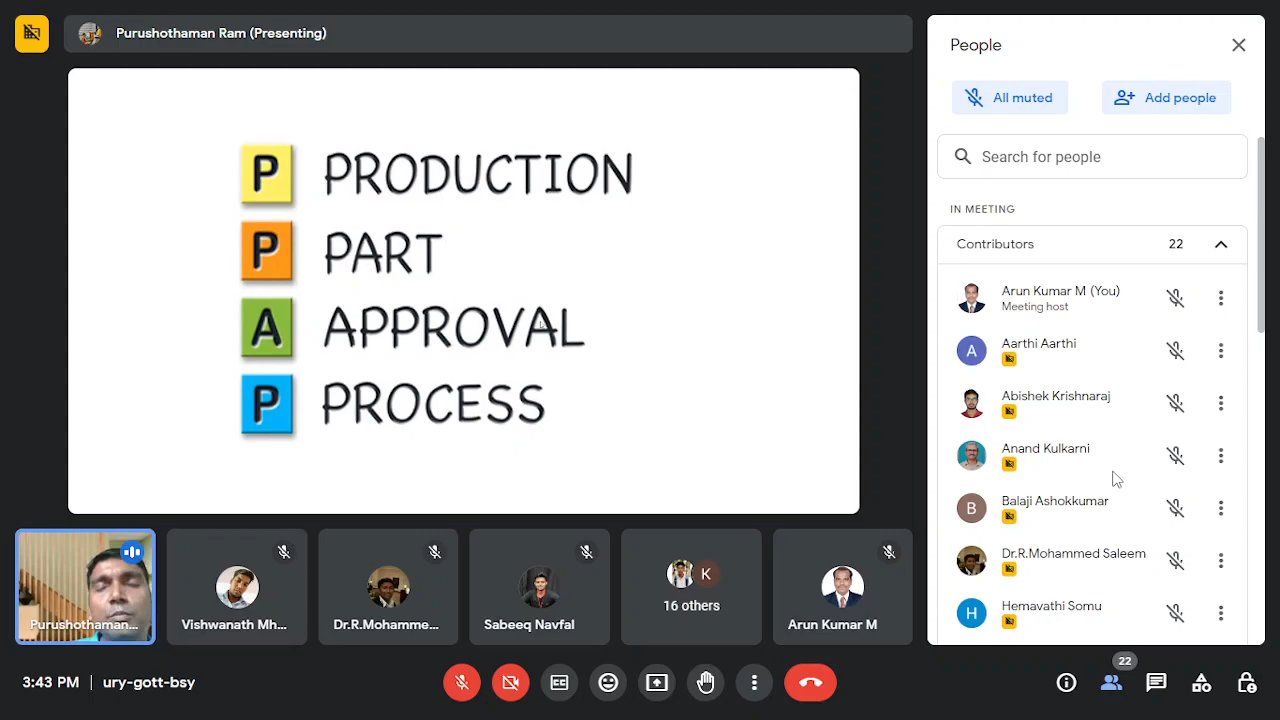 Purushothaman Ram (Presenting)
P PRODUCTION
P PART
A APPROVAL
P PROCESS
Purushothaman...
Vishwanath Mh...
Dr.R.Mohamme...
Sabeeq Navfal
K
16 others
Arun Kumar M
3:43 PM | ury-gott-bsy
CC
People
All muted
Add people
Search for people
IN MEETING
Contributors 22
Arun Kumar M (You)
Meeting host
A
Aarthi Aarthi
Abishek Krishnaraj
Anand Kulkarni
B
Balaji Ashokkumar
Dr.R.Mohammed Saleem
H
Hemavathi Somu
22